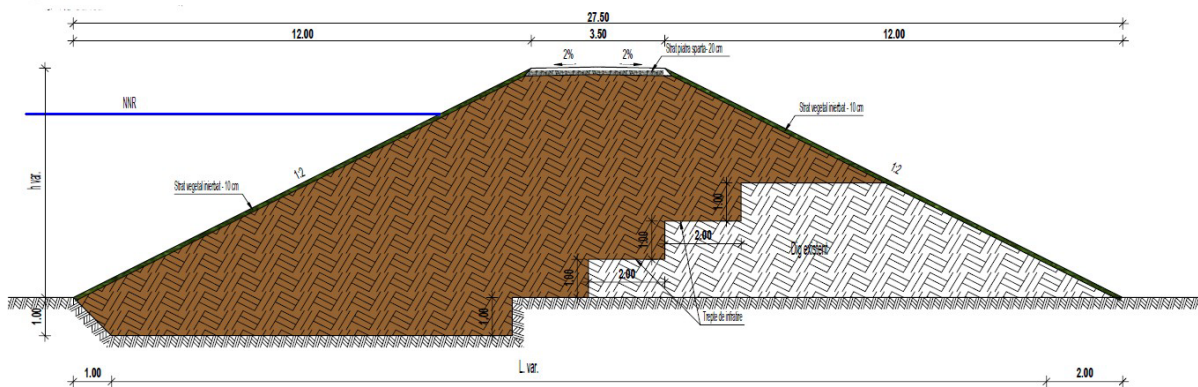 27.50
12.00
3.50
12.00
2%
2%
Strat piatra sparta- 20 cm
NNR
Strat vegetal inierbat - 10 cm
1:2
1:2
h var.
Strat vegetal inierbat - 10 cm
1:00
1:00
2.00
Dig existent
1,00
2.00
1.00
1,00
Trepte de infratire
L. var.
1.00
2.00